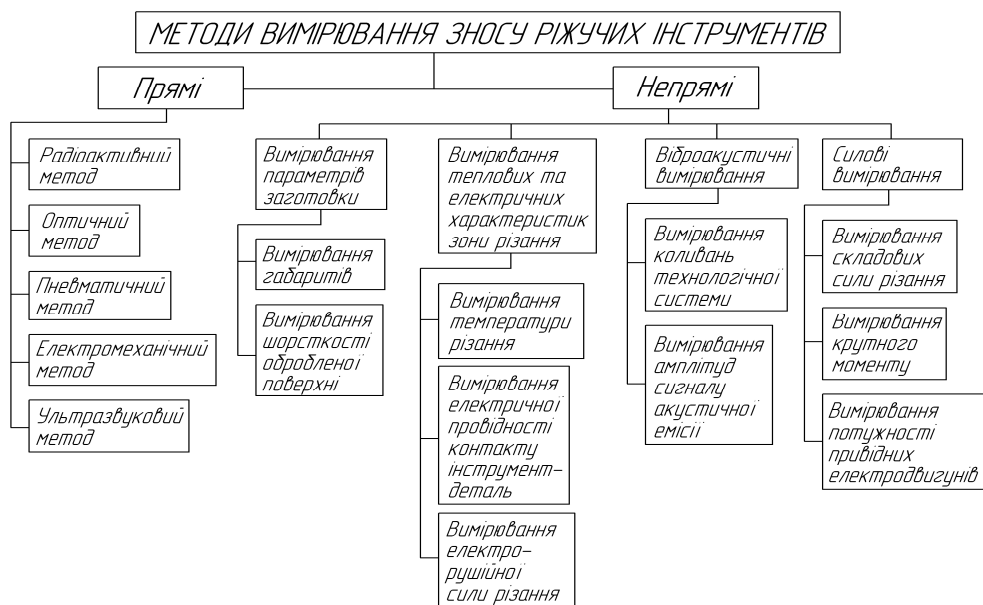 МЕТОДИ ВИМІРЮВАННЯ ЗНОСУ РІЖУЧИХ ІНСТРУМЕНТІВ
Прямі
Непрямі
Радіоактивний
метод
Оптичний
метод
Пневматичний
метод
Електромеханічний
метод
Ультразвуковий
метод
Вимірювання
параметрів
заготовки
Вимірювання
габаритів
Вимірювання
шорсткості
обробленої
поверхні
Вимірювання
теплових та
електричних
характеристик
зони різання
Вимірювання
температури
різання
Вимірювання
електричної
провідності
контакту
інструмент-
деталь
Вимірювання
електро-
рушійної
сили різання
Віброакустичні
вимірювання
Вимірювання
коливань
технологічної
системи
Вимірювання
амплітуд
сигналу
акустичної
емісії
Силові
вимірювання
Вимірювання
складових
сили різання
Вимірювання
крутного
моменту
Вимірювання
потужності
привідних
електродвигунів